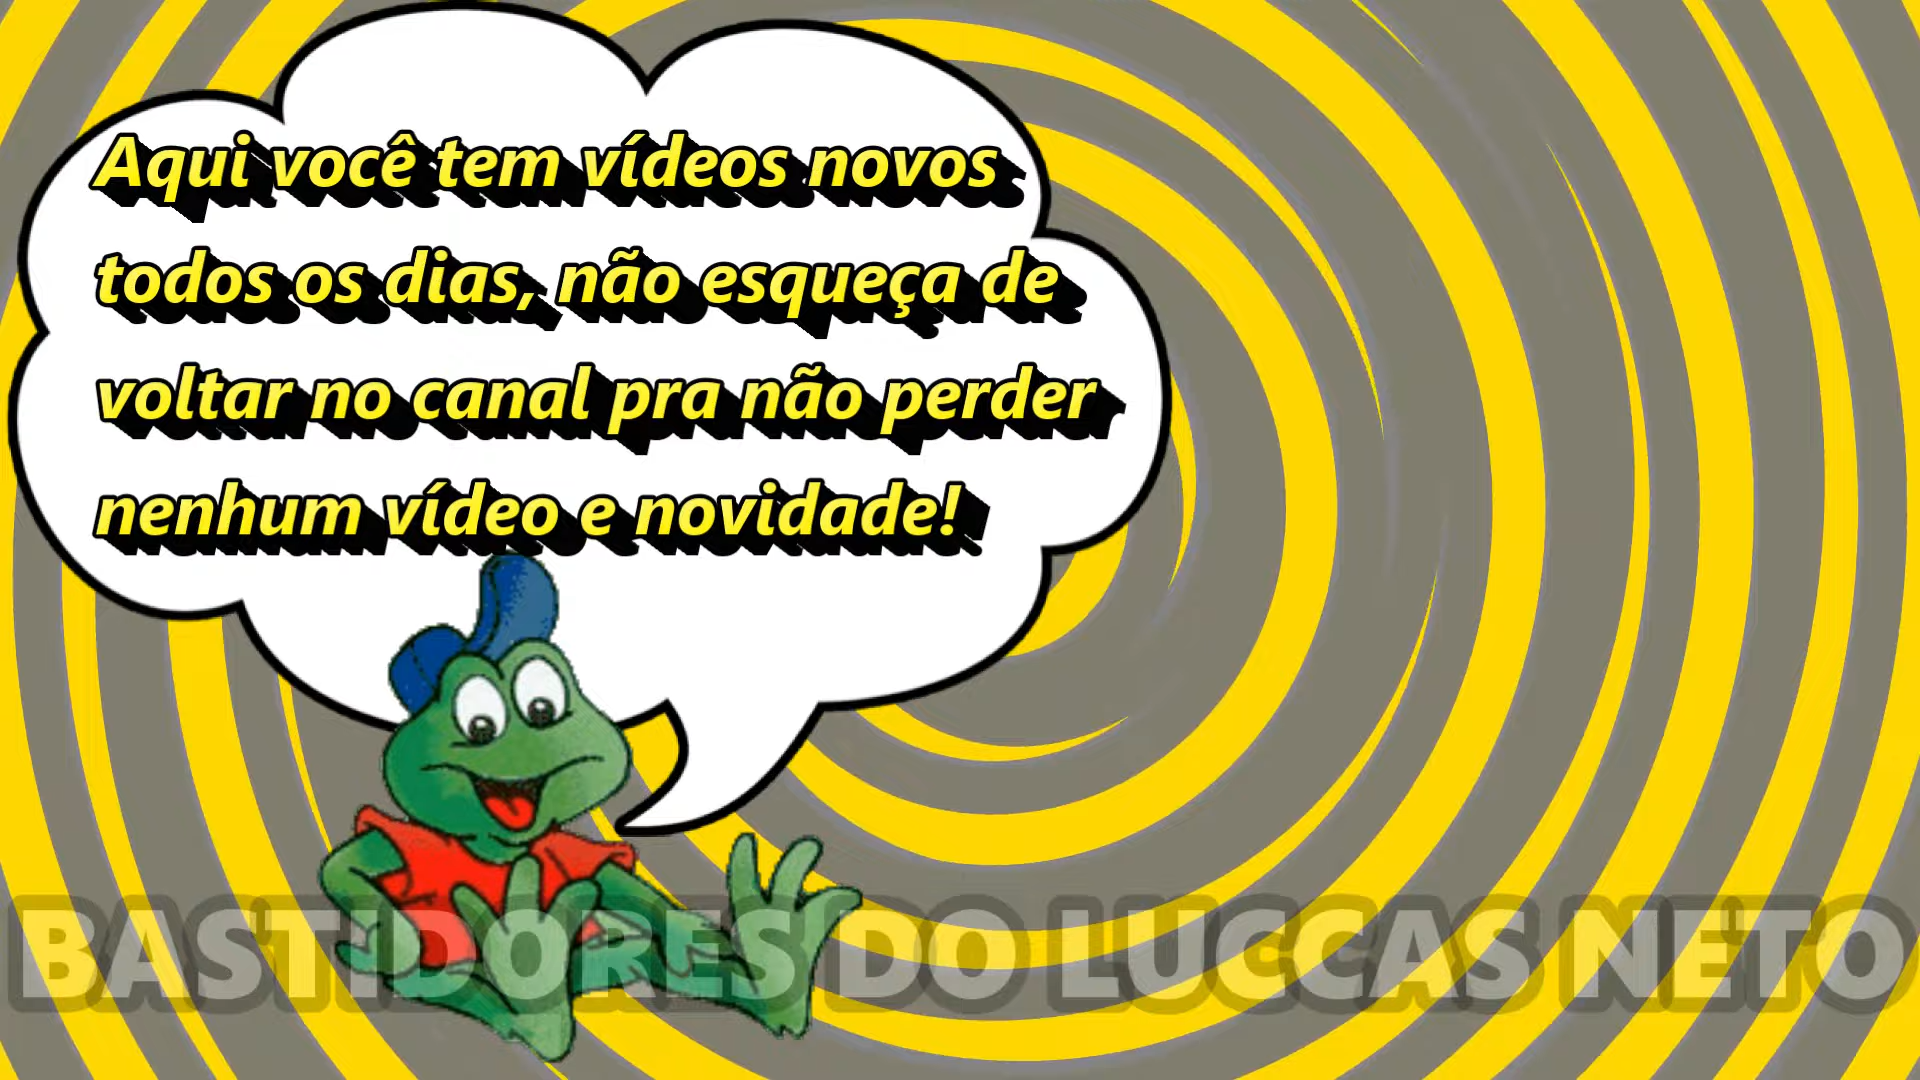 Aqui você tem vídeos novos
todos os dias, não esqueça de
voltar no canal pra não perder
nenhum vídeo e novidade!
BASTIDORES DO LUCCAS NETO